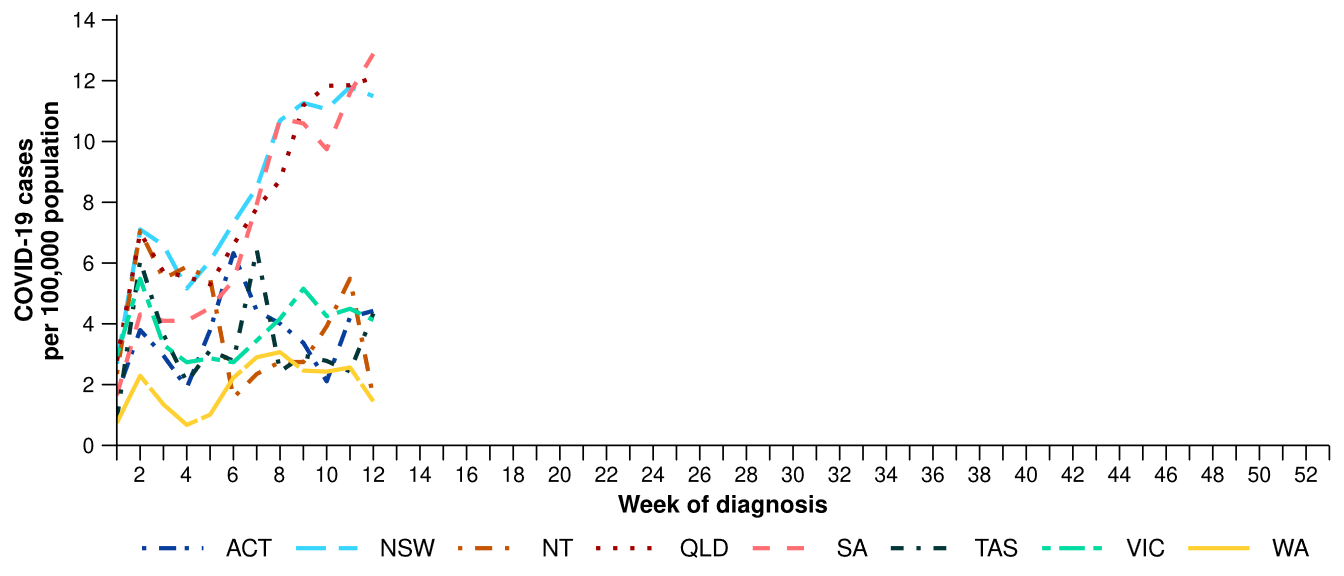 14
12
10
8
6
4
2
0
COVID-19 cases
per 100,000 population
2 4 6 8 10 12 14 16 18 20 22 24 26 28 30 32 34 36 38 40 42 44 46 48 50 52
Week of diagnosis
ACT NSW NT QLD SA TAS VIC WA